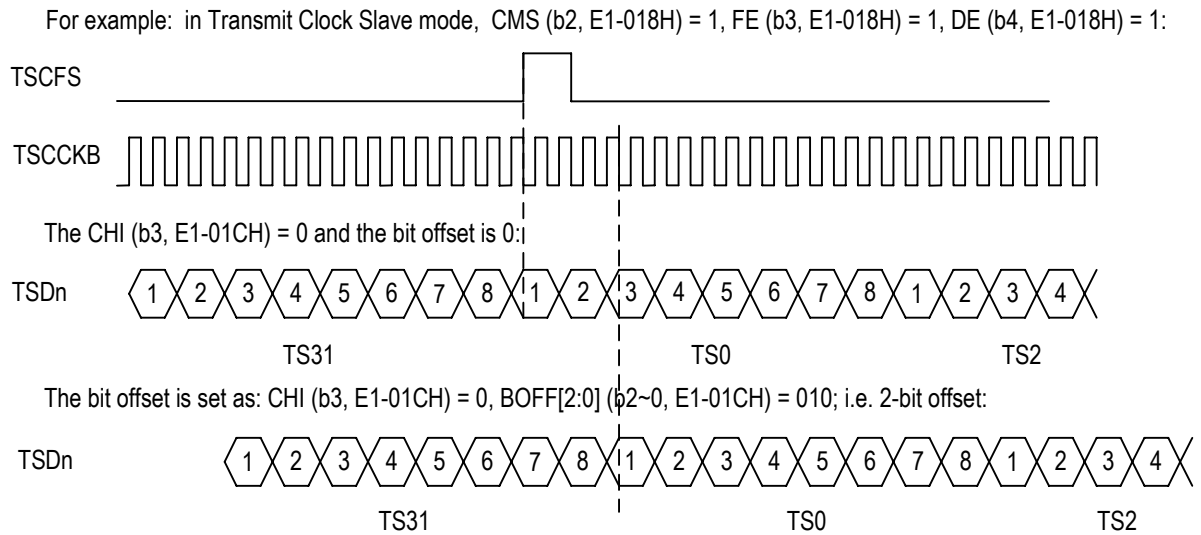 For example: in Transmit Clock Slave mode, CMS (b2, E1-018H) = 1, FE (b3, E1-018H) = 1, DE (b4, E1-018H) = 1:
TSCFS
TSCCKB
The CHI (b3, E1-01CH) = 0 and the bit offset is 0:
TSDn 1 2 3 4 5 6 7 8 1 2 3 4 5 6 7 8 1 2 3 4
TS31 TS0 TS2
The bit offset is set as: CHI (b3, E1-01CH) = 0, BOFF[2:0] (b2~0, E1-01CH) = 010; i.e. 2-bit offset:
TSDn 1 2 3 4 5 6 7 8 1 2 3 4 5 6 7 8 1 2 3 4
TS31 TS0 TS2